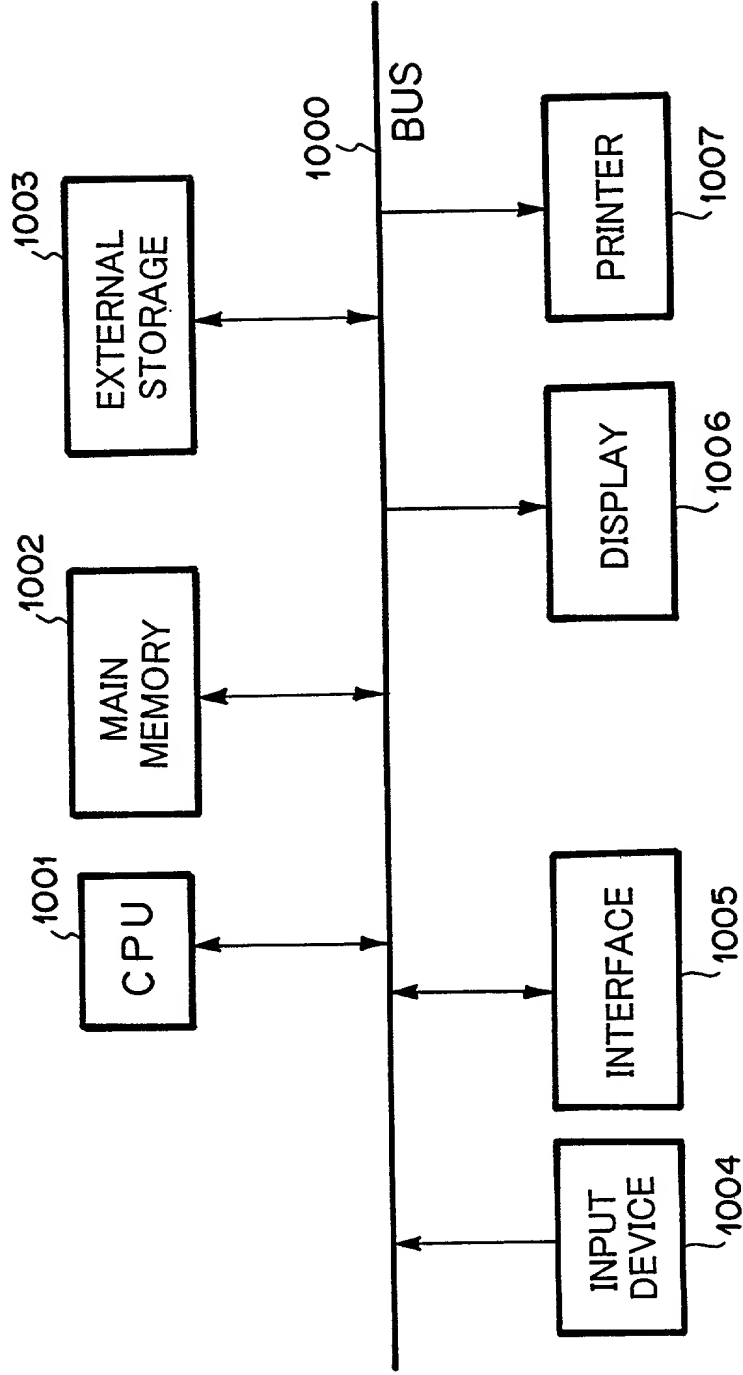 1001
CPU
1002
MAIN
MEMORY
1003
EXTERNAL
STORAGE
1000
BUS
INPUT
DEVICE
1004
INTERFACE
1005
DISPLAY
1006
PRINTER
1007